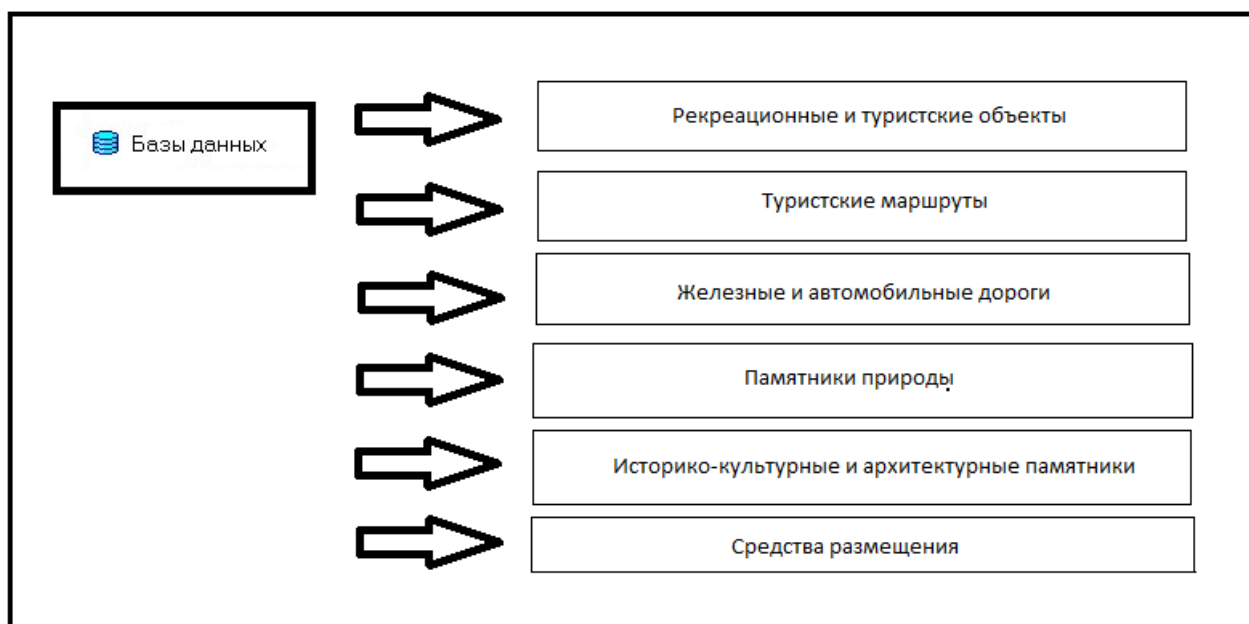 Базы данных
Рекреационные и туристские объекты
Туристские маршруты
Железные и автомобильные дороги
Памятники природы
Историко-культурные и архитектурные памятники
Средства размещения